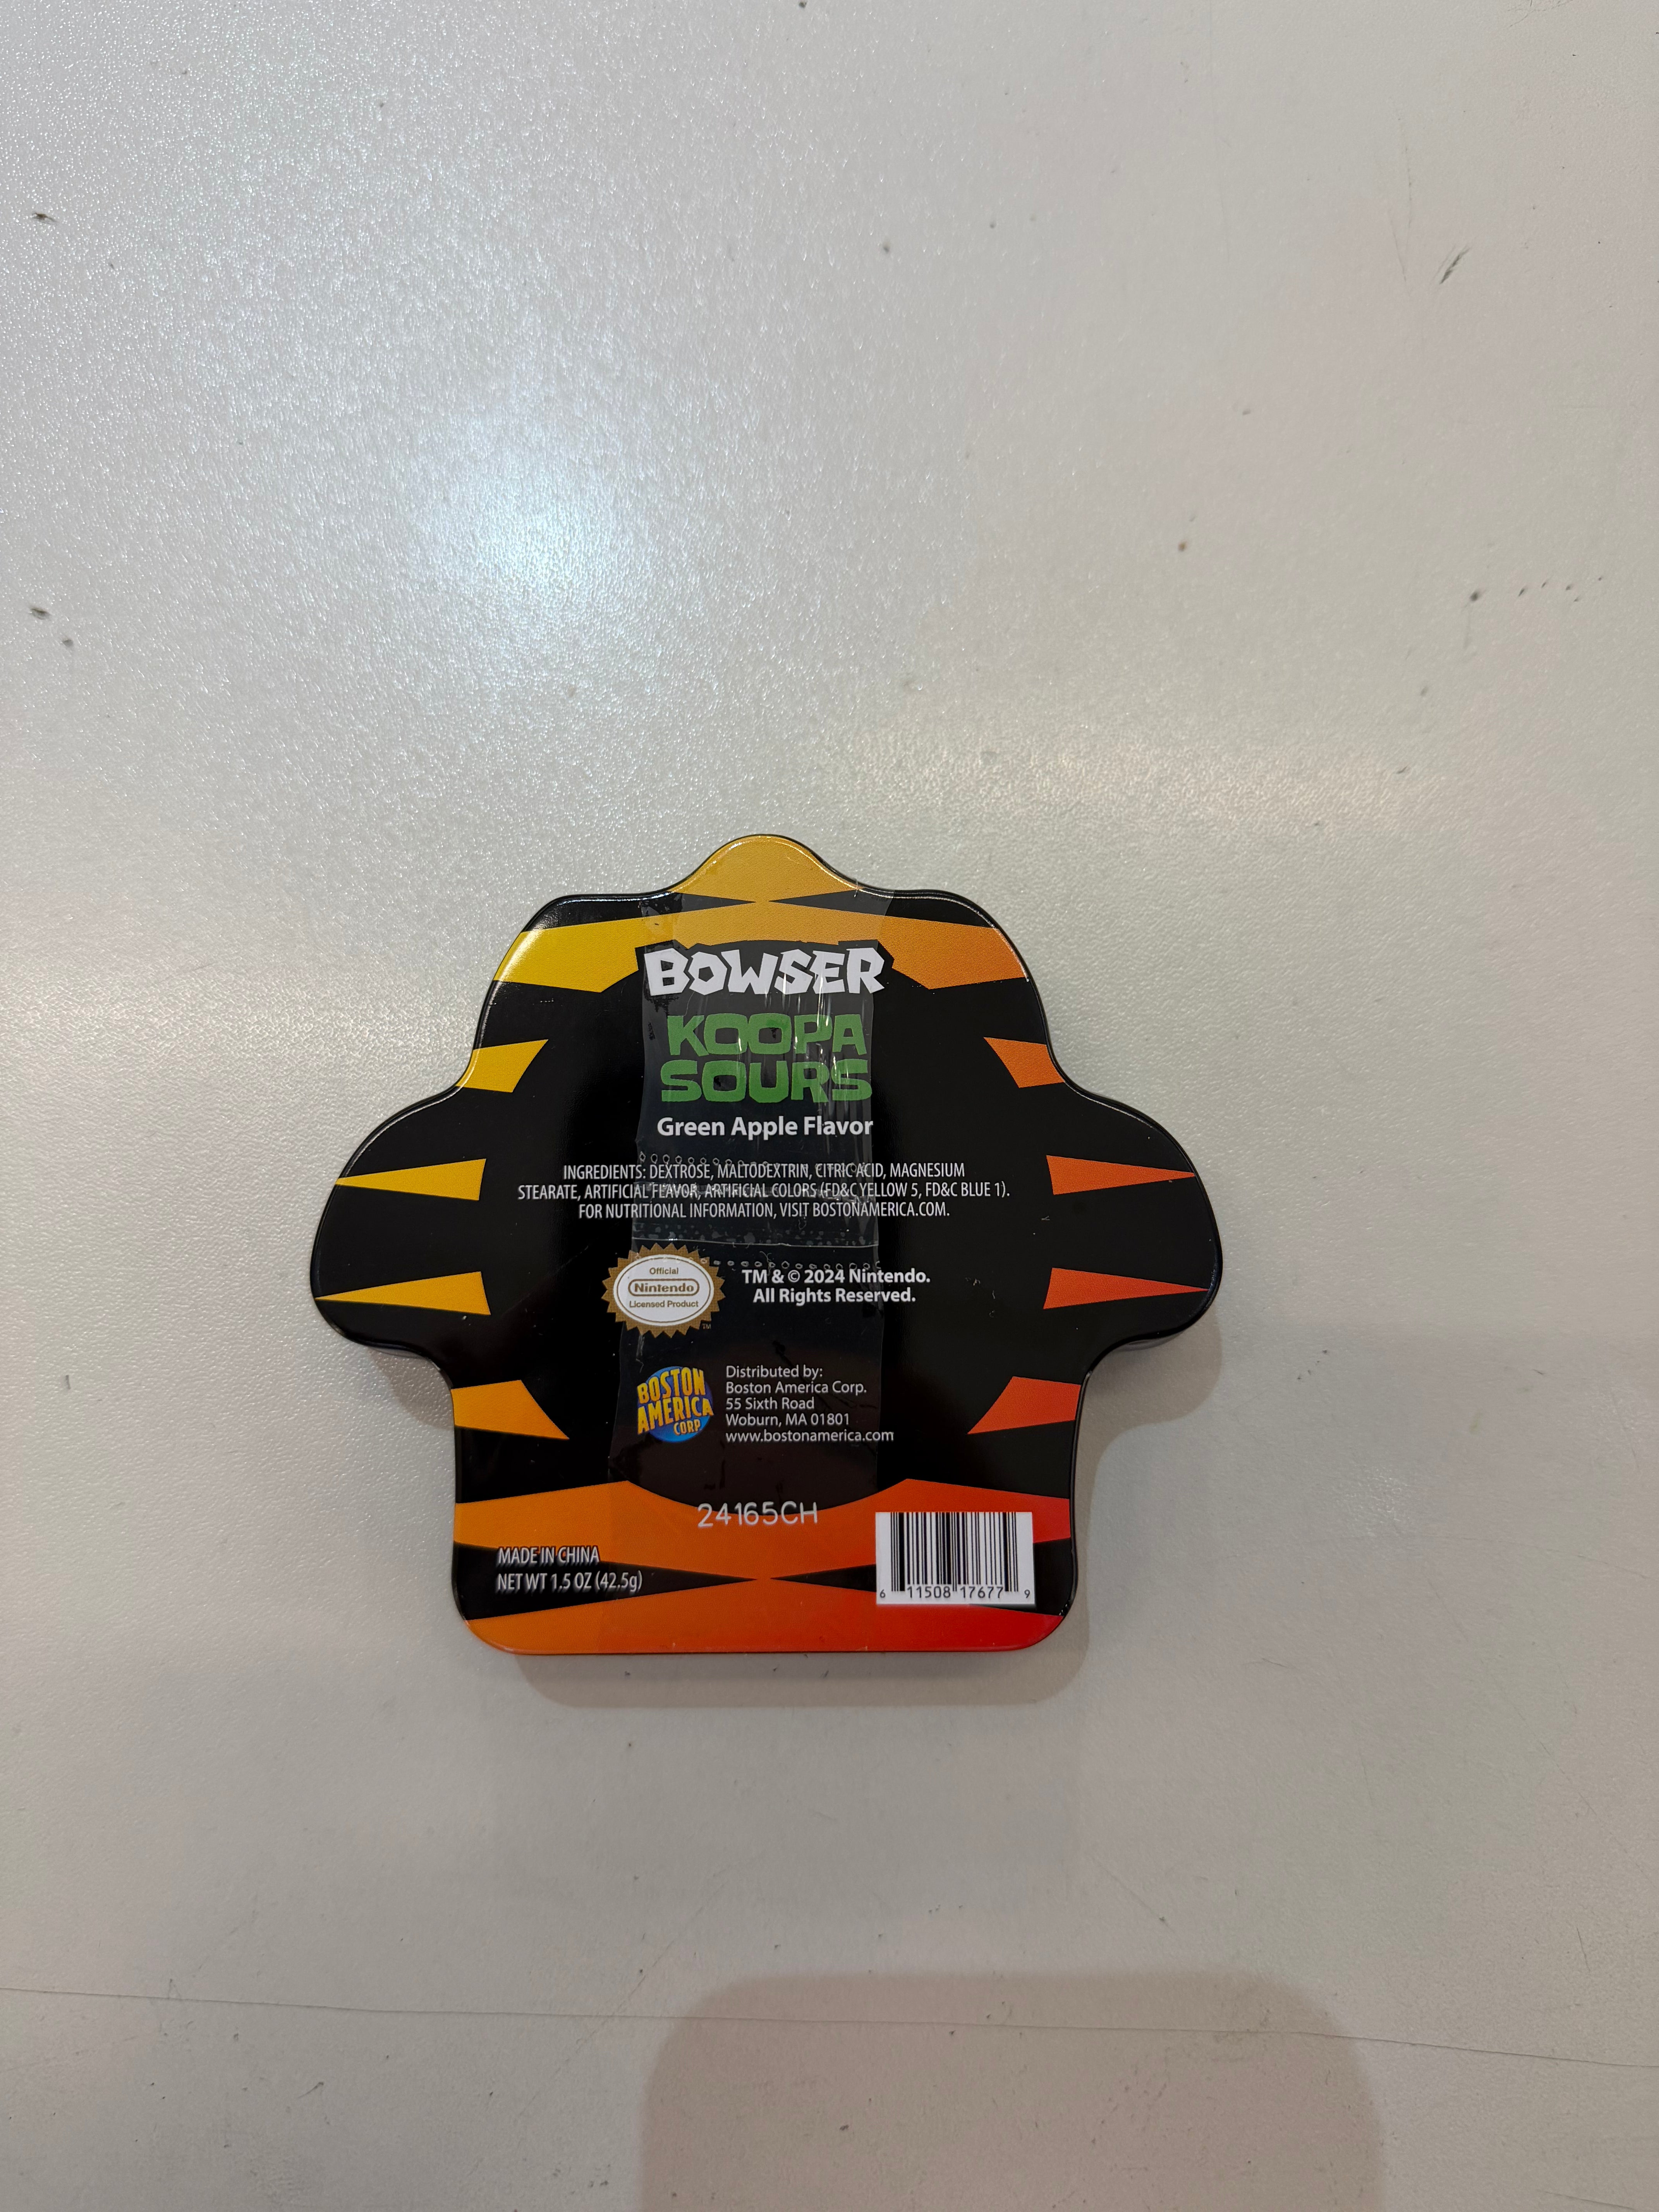 BOWSER
KOOPA
SOURS
Green Apple Flavor
INGREDIENTS: DEXTROSE, MALTODEXTRIN, CITRIC ACID, MAGNESIUM
STEARATE, ARTIFICIAL FLAVOR, ARTIFICIAL COLORS (FD&C YELLOW 5, FD&C BLUE 1).
FOR NUTRITIONAL INFORMATION, VISIT BOSTONAMERICA.COM.
Official
Nintendo
Licensed Product
TM
TM & © 2024 Nintendo.
All Rights Reserved.
BOSTON
AMERICA
CORP
Distributed by:
Boston America Corp.
55 Sixth Road
Woburn, MA 01801
www.bostonamerica.com
24165CH
MADE IN CHINA
NET WT 1.5 OZ (42.5g)
6 11508 17677 9